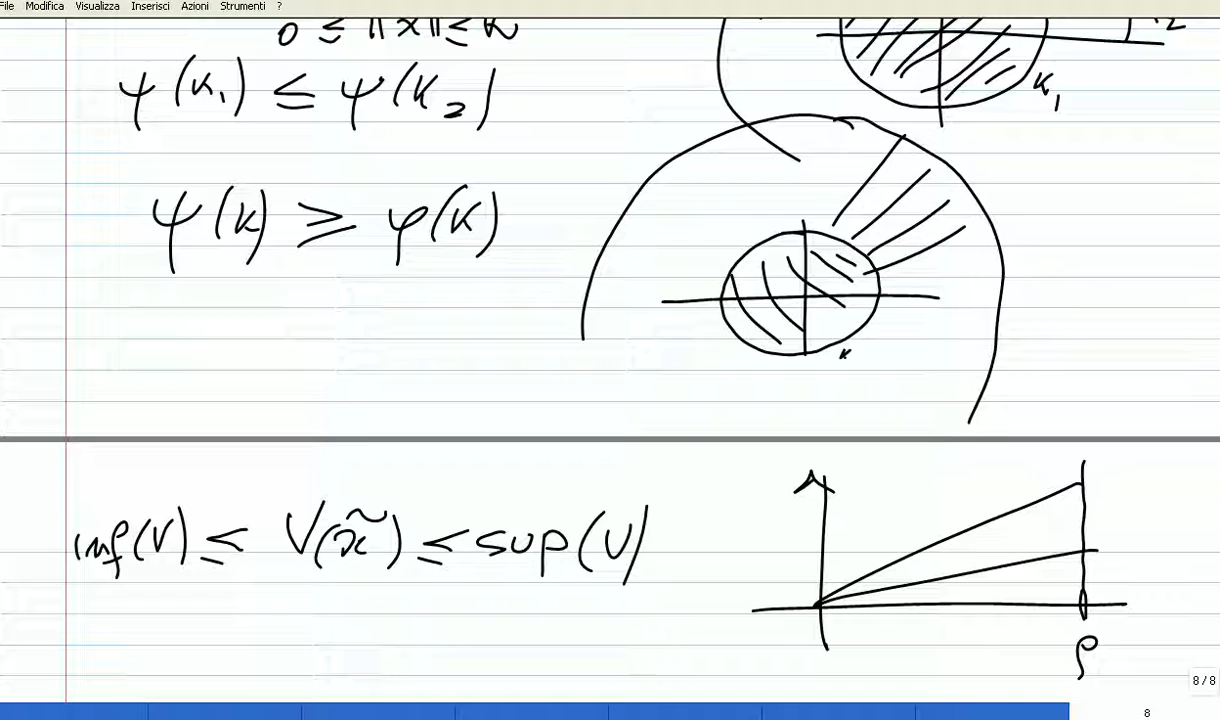 File Modifica Visualizza Inserisci Azioni Strumenti ?
0 ≤ ||x|| ≤ K
ψ(K₁) ≤ ψ(K₂)
K₁
ψ(K) ≥ φ(K)
K
inf(V) ≤ V(x̃) ≤ sup(V)
ρ
8/8
8